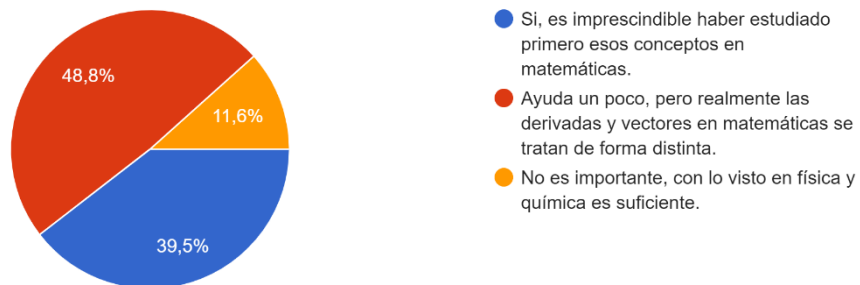 48,8%
11,6%
39,5%
Si, es imprescindible haber estudiado
primero esos conceptos en
matemáticas.
Ayuda un poco, pero realmente las
derivadas y vectores en matemáticas se
tratan de forma distinta.
No es importante, con lo visto en física y
química es suficiente.